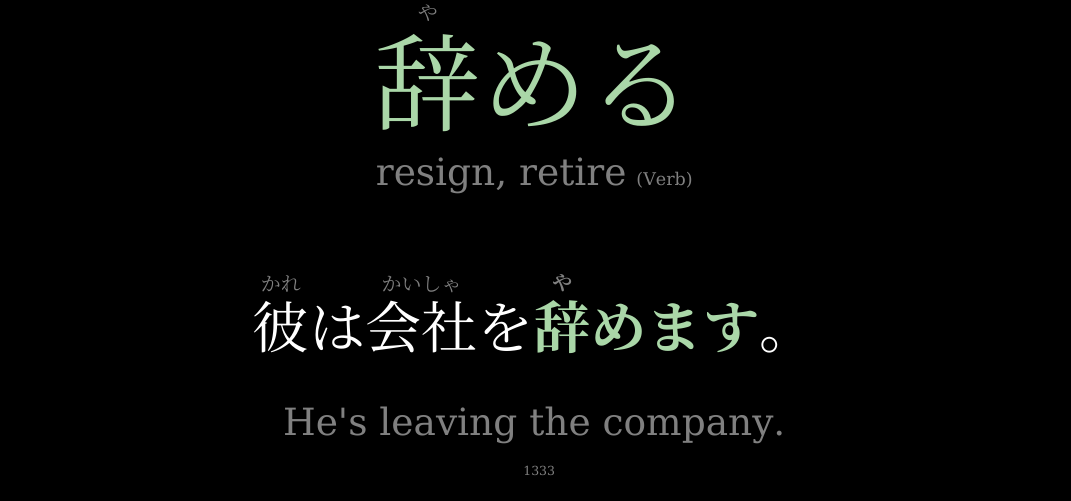 や
辞める
resign, retire (Verb)
かれ かいしゃ や
彼は会社を辞めます。
He's leaving the company.
1333